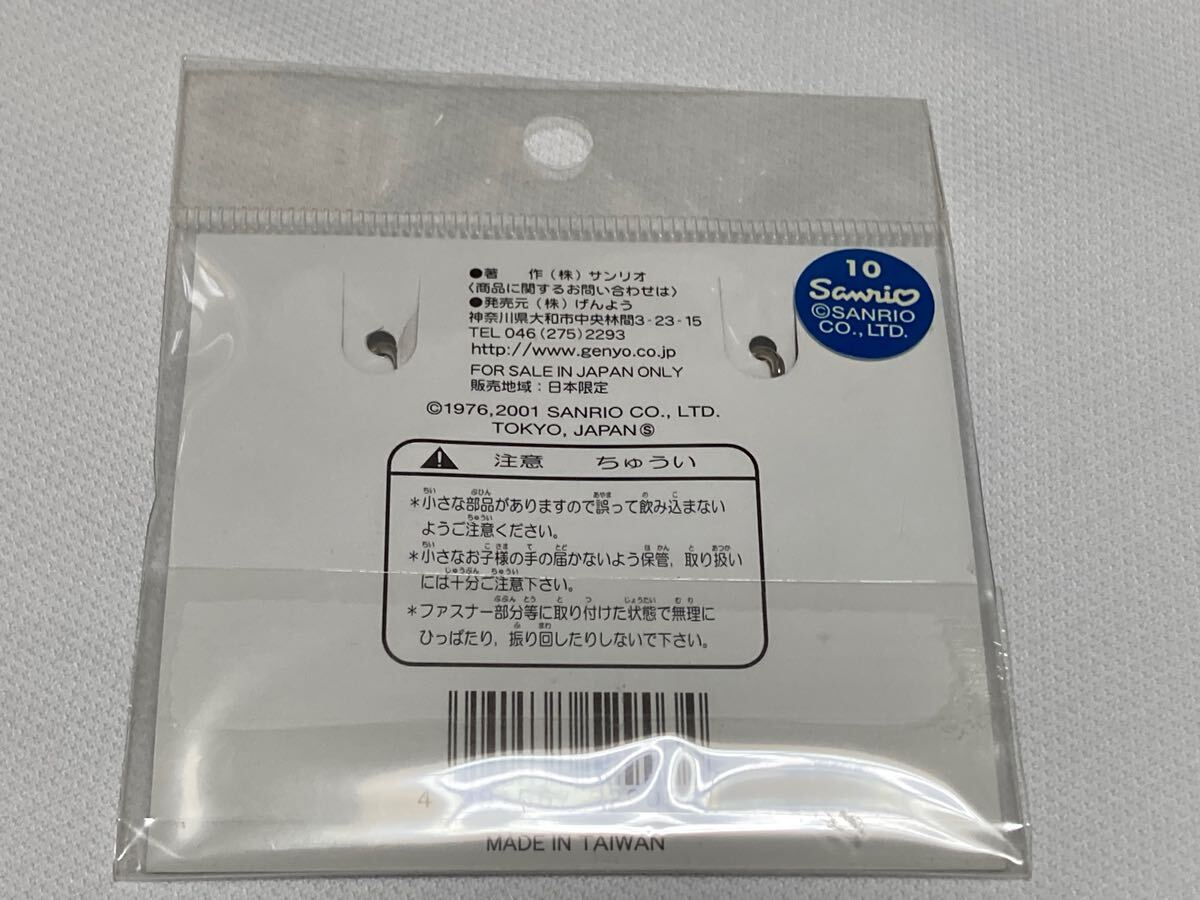 ●著 作(株)サンリオ
〈商品に関するお問い合わせは〉
●発売元(株)げんよう
神奈川県大和市中央林間3-23-15
TEL 046(275)2293
http://www.genyo.co.jp
FOR SALE IN JAPAN ONLY
販売地域:日本限定
©1976,2001 SANRIO CO., LTD.
TOKYO, JAPANⓈ
10
Sanrio
©SANRIO
CO., LTD.
注意 ちゅうい
*小さな部品がありますので誤って飲み込まない
ようご注意ください。
*小さなお子様の手の届かないよう保管,取り扱い
には十分ご注意下さい。
*ファスナー部分等に取り付けた状態で無理に
ひっぱたり,振り回したりしないで下さい。
4
MADE IN TAIWAN